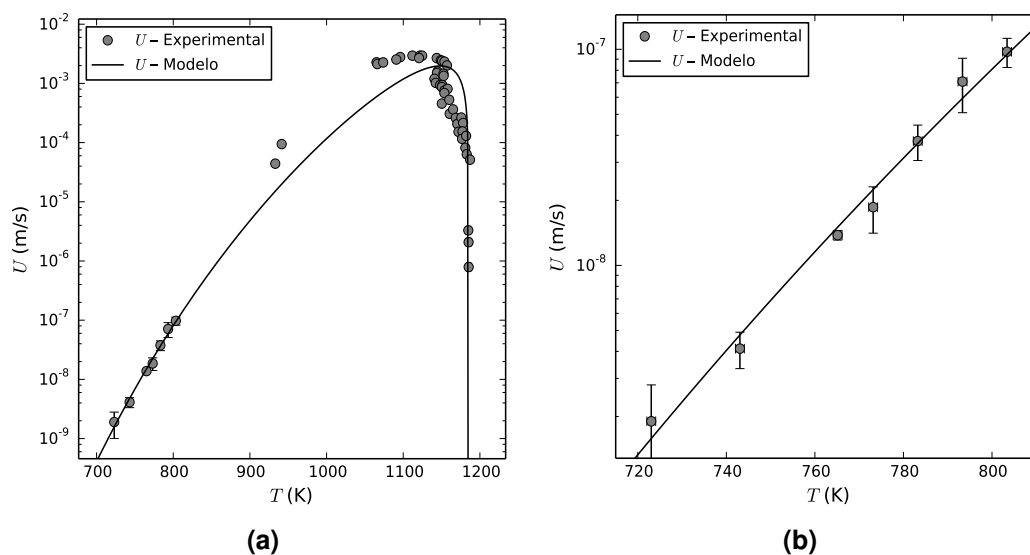 U – Experimental
U – Modelo
10⁻²
10⁻³
10⁻⁴
10⁻⁵
10⁻⁶
10⁻⁷
10⁻⁸
10⁻⁹
U (m/s)
700 800 900 1000 1100 1200
T (K)
(a)
U – Experimental
U – Modelo
10⁻⁷
10⁻⁸
U (m/s)
720 740 760 780 800
T (K)
(b)